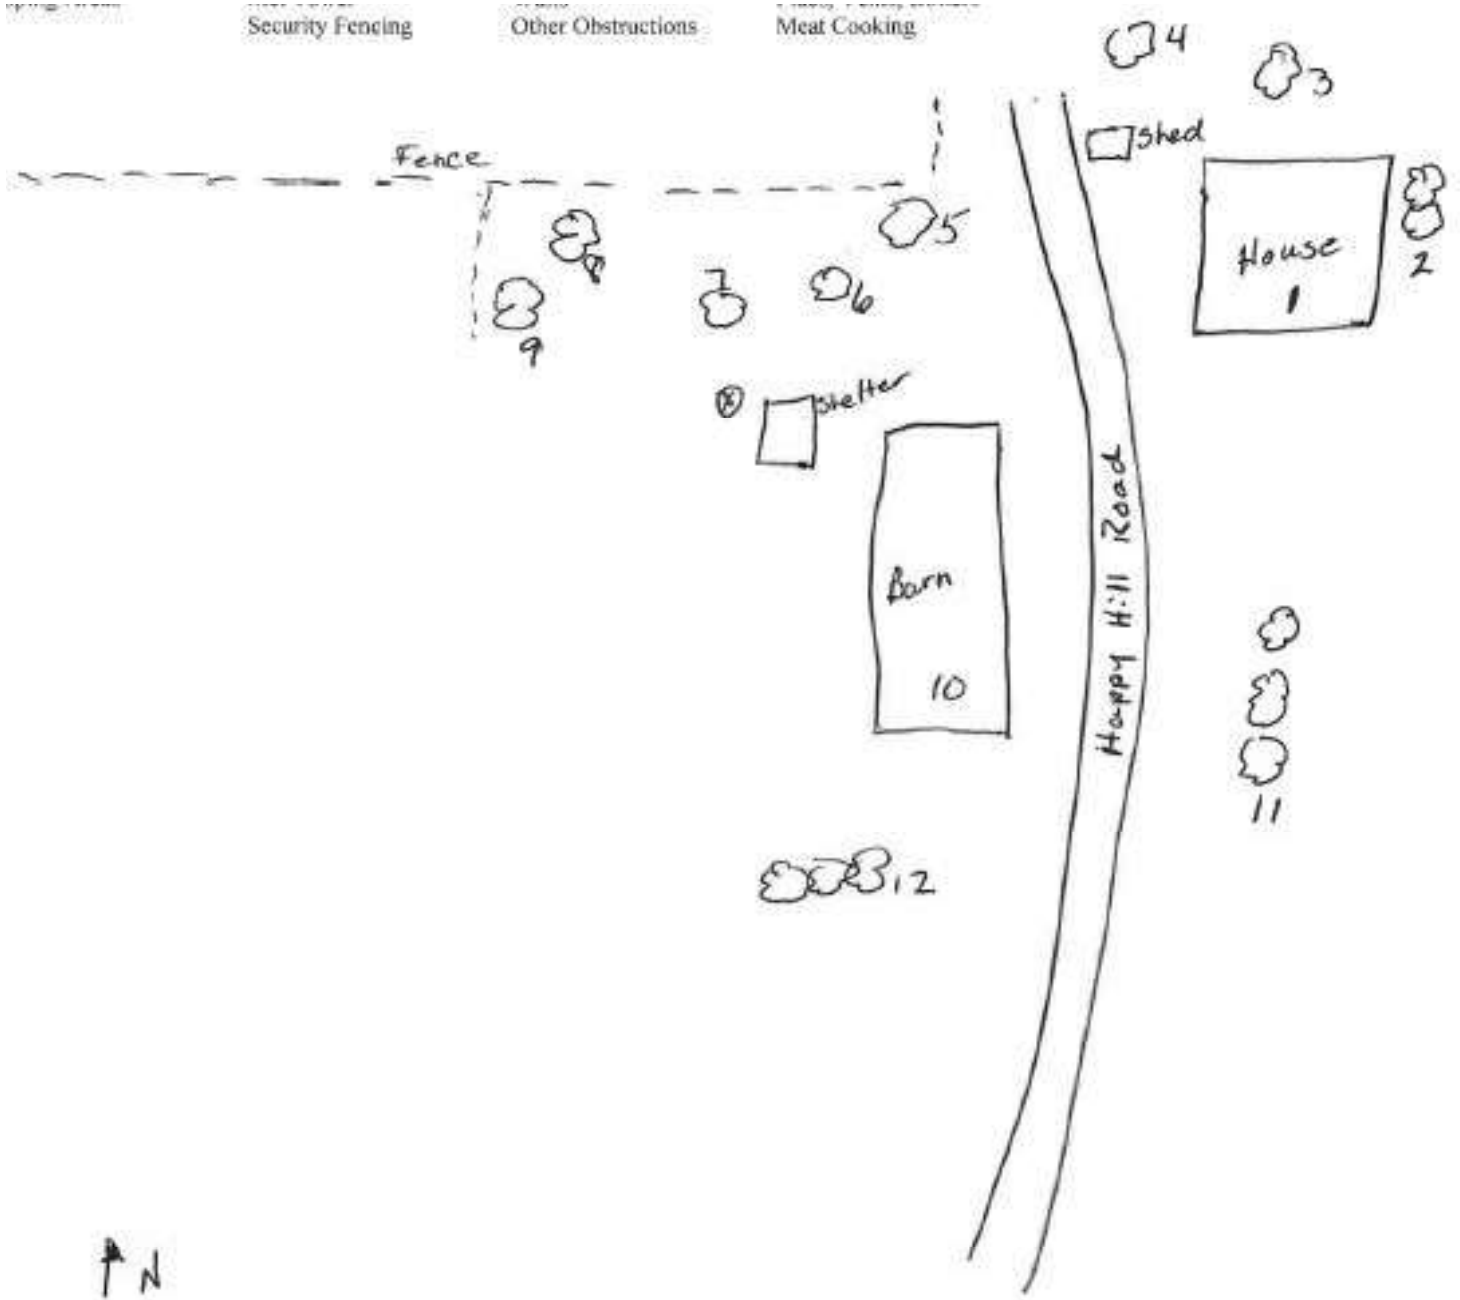 Security Fencing
Other Obstructions
Meat Cooking
4
3
Shed
Fence
5
House
1
2
8
7
6
9
Shelter
Happy Hill Road
Barn
10
11
12
N